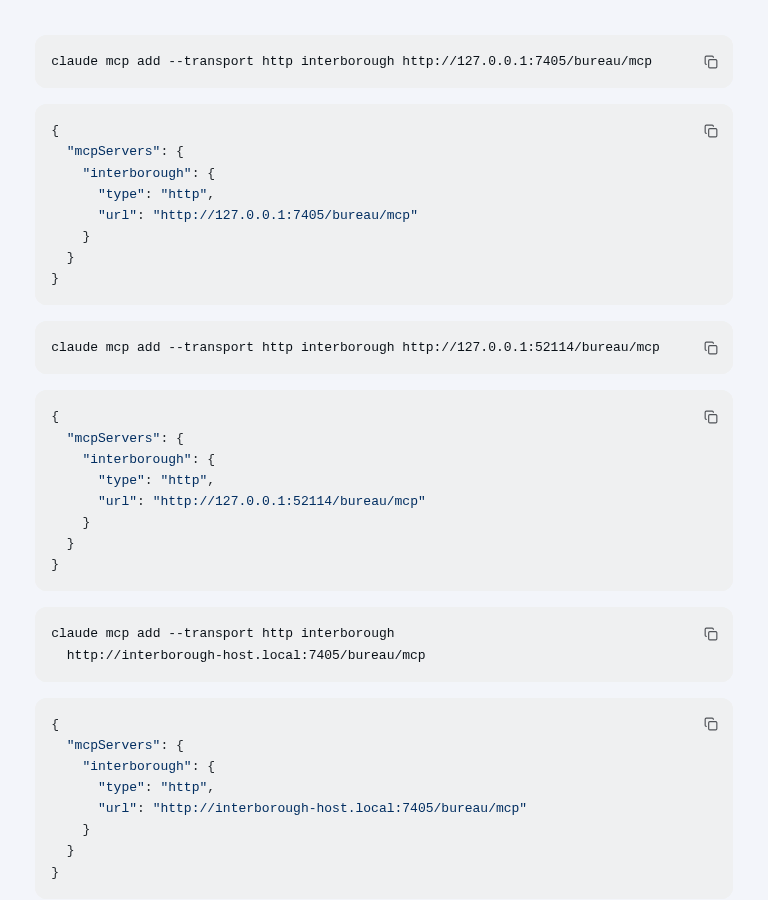 claude mcp add --transport http interborough http://127.0.0.1:7405/bureau/mcp
{
  "mcpServers": {
    "interborough": {
      "type": "http",
      "url": "http://127.0.0.1:7405/bureau/mcp"
    }
  }
}
claude mcp add --transport http interborough http://127.0.0.1:52114/bureau/mcp
{
  "mcpServers": {
    "interborough": {
      "type": "http",
      "url": "http://127.0.0.1:52114/bureau/mcp"
    }
  }
}
claude mcp add --transport http interborough
  http://interborough-host.local:7405/bureau/mcp
{
  "mcpServers": {
    "interborough": {
      "type": "http",
      "url": "http://interborough-host.local:7405/bureau/mcp"
    }
  }
}